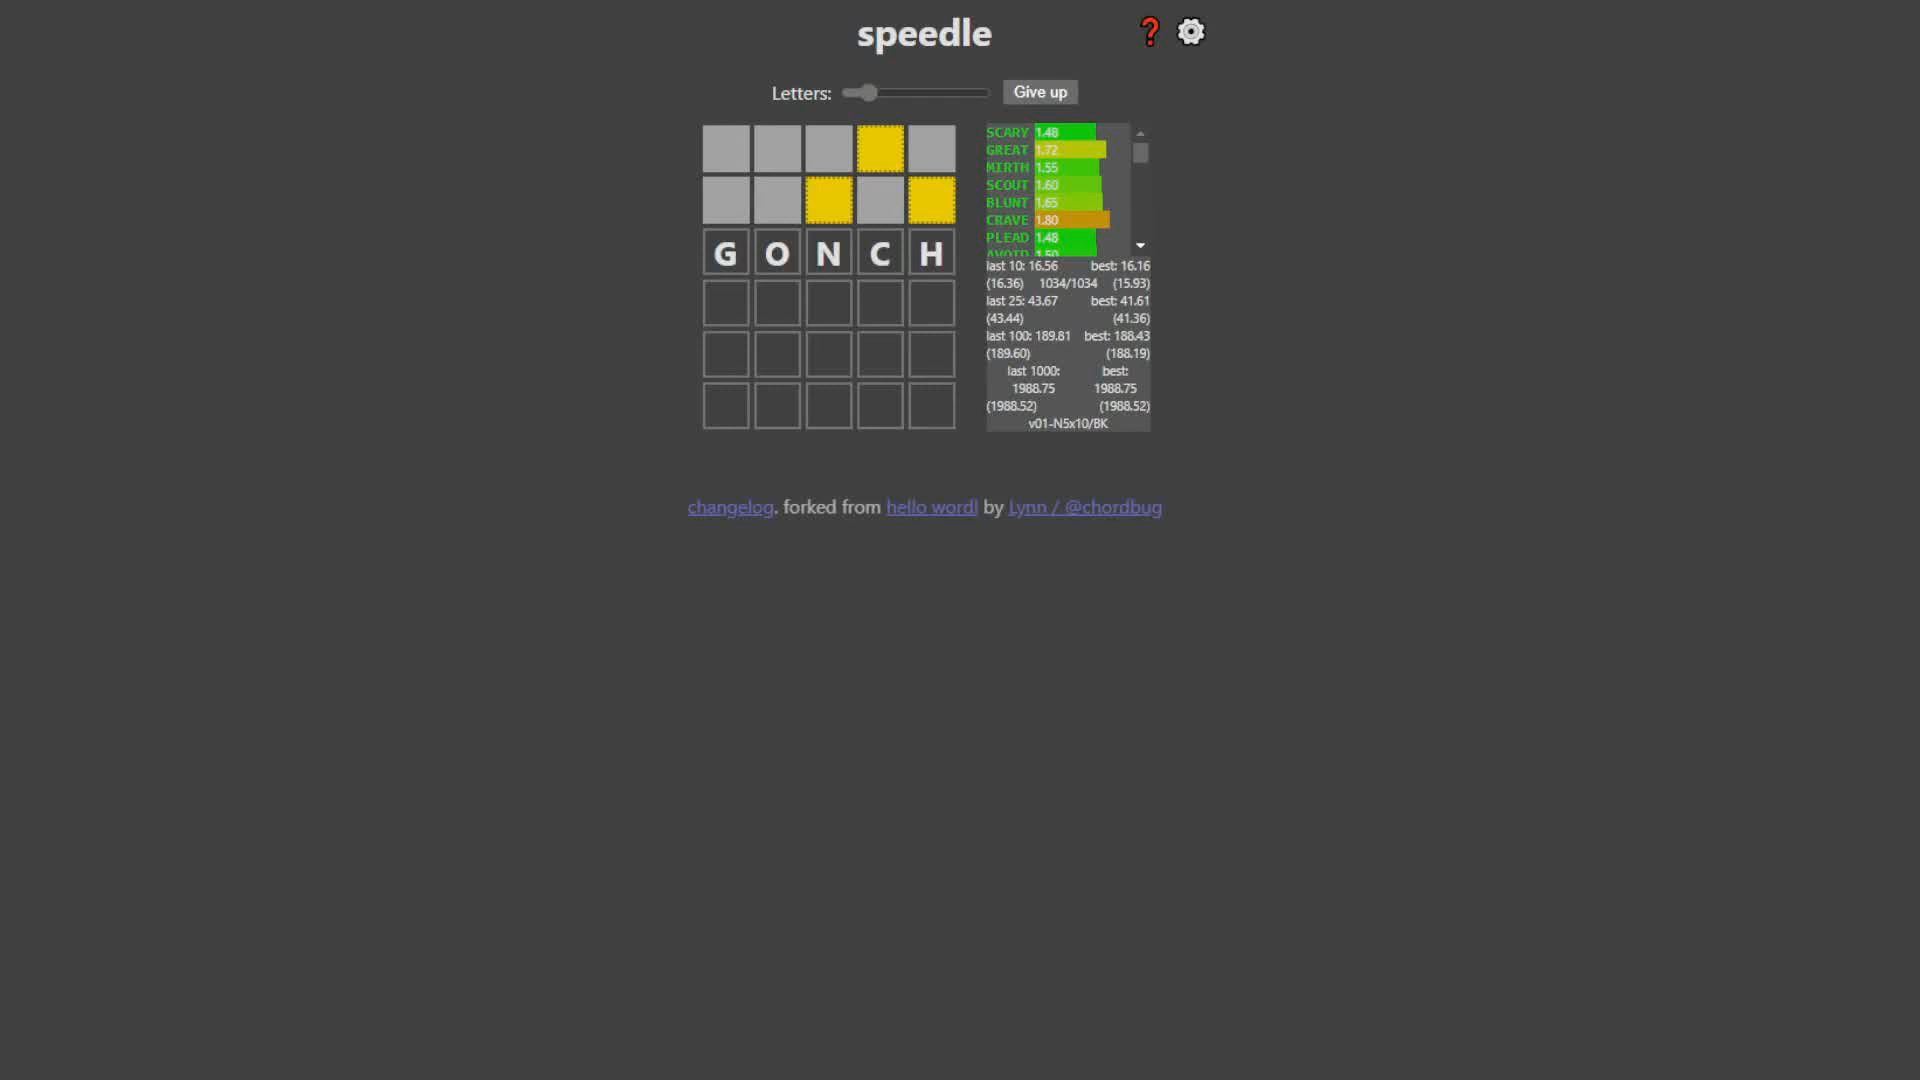 speedle
Letters: Give up
SCARY 1.48
GREAT 1.72
MIRTH 1.55
SCOUT 1.60
BLUNT 1.65
CRAVE 1.80
PLEAD 1.48
AVOID 1.50
G O N C H
last 10: 16.56 best: 16.16
(16.36) 1034/1034 (15.93)
last 25: 43.67 best: 41.61
(43.44) (41.36)
last 100: 189.81 best: 188.43
(189.60) (188.19)
last 1000: best:
1988.75 1988.75
(1988.52) (1988.52)
v01-N5x10/BK
changelog. forked from hello wordl by Lynn / @chordbug